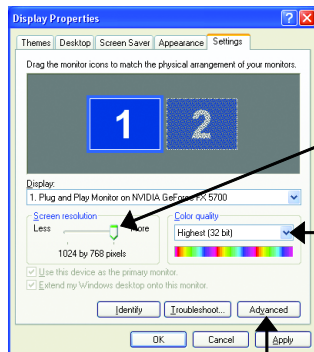 Display Properties
Themes Desktop Screen Saver Appearance Settings
Drag the monitor icons to match the physical arrangement of your monitors.
1 2
Display:
1. Plug and Play Monitor on NVIDIA GeForce FX 5700
Screen resolution
Less More
1024 by 768 pixels
Color quality
Highest (32 bit)
Use this device as the primary monitor.
Extend my Windows desktop onto this monitor.
Identify Troubleshoot... Advanced
OK Cancel Apply